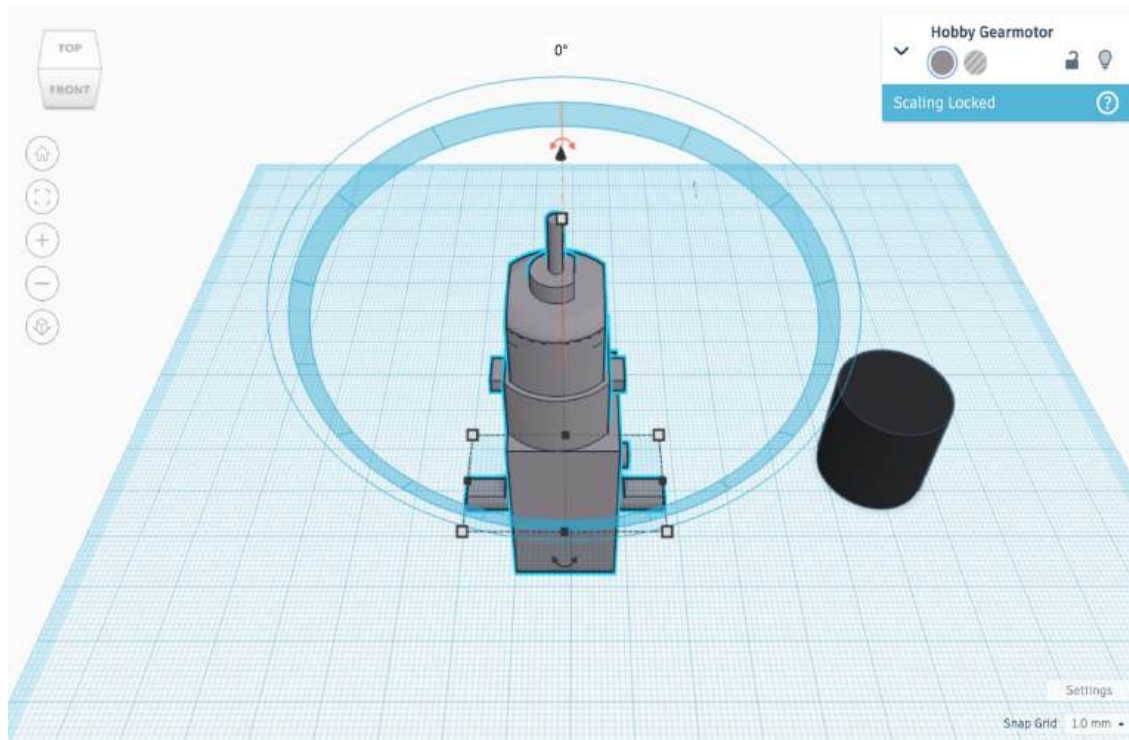 TOP
FRONT
0°
Hobby Gearmotor
Scaling Locked
?
Settings
Snap Grid 1.0 mm